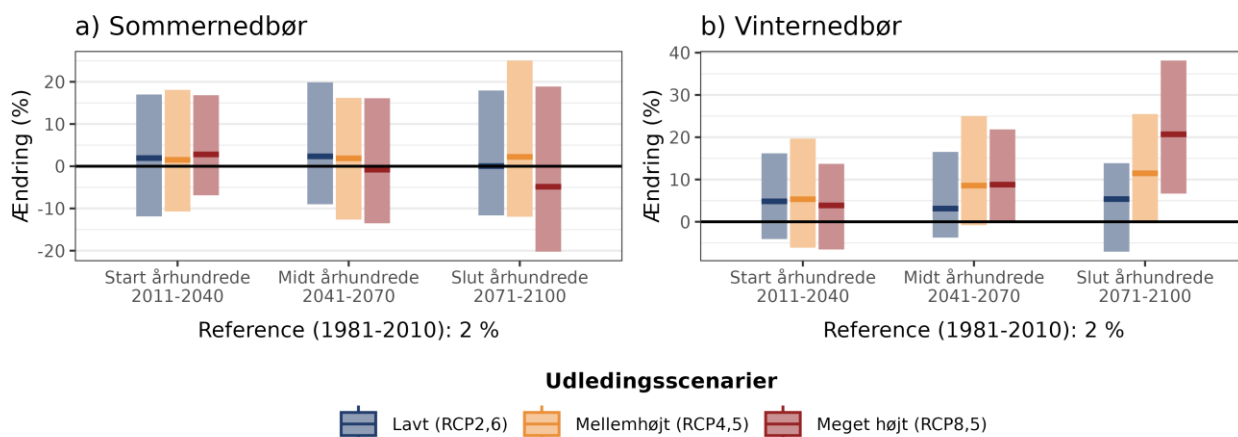 a) Sommernedbør
Ændring (%)
20
10
0
-10
-20
Start århundrede
2011-2040
Midt århundrede
2041-2070
Slut århundrede
2071-2100
Reference (1981-2010): 2 %
b) Vinternedbør
Ændring (%)
40
30
20
10
0
Start århundrede
2011-2040
Midt århundrede
2041-2070
Slut århundrede
2071-2100
Reference (1981-2010): 2 %
Udledingsscenarier
Lavt (RCP2,6)
Mellemhøjt (RCP4,5)
Meget højt (RCP8,5)